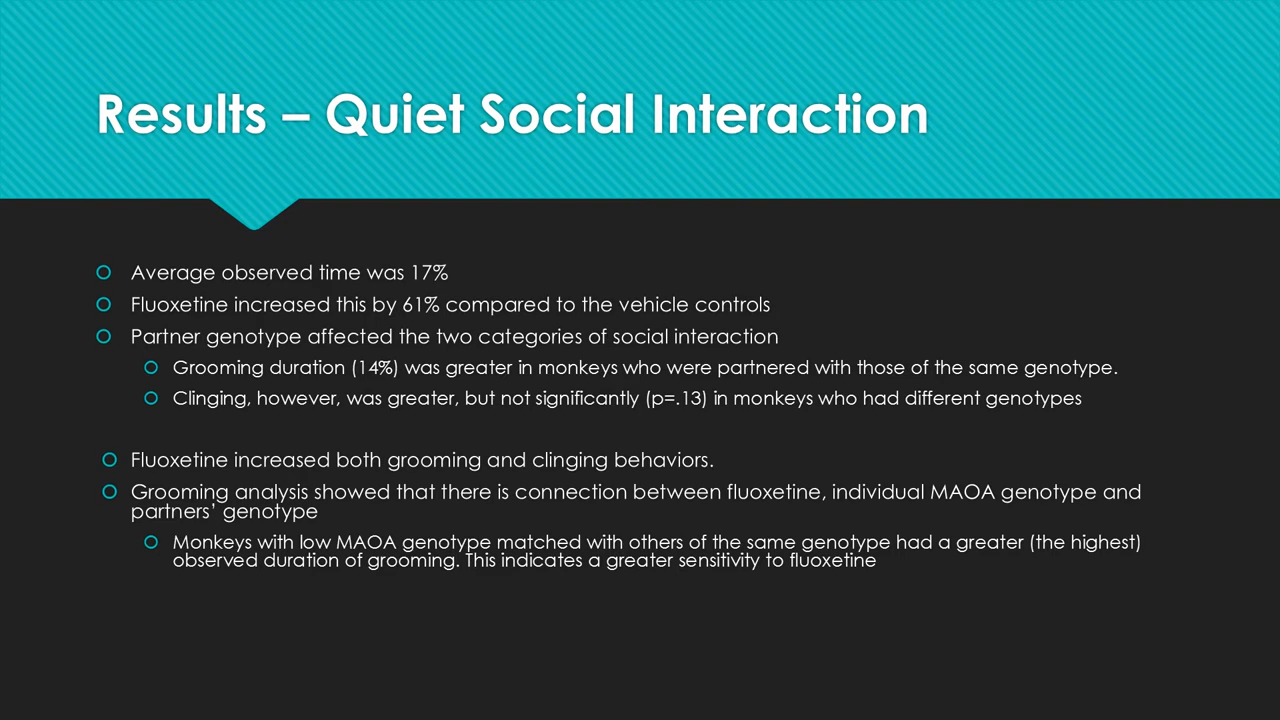 Results – Quiet Social Interaction
Average observed time was 17%
Fluoxetine increased this by 61% compared to the vehicle controls
Partner genotype affected the two categories of social interaction
Grooming duration (14%) was greater in monkeys who were partnered with those of the same genotype.
Clinging, however, was greater, but not significantly (p=.13) in monkeys who had different genotypes
Fluoxetine increased both grooming and clinging behaviors.
Grooming analysis showed that there is connection between fluoxetine, individual MAOA genotype and
partners’ genotype
Monkeys with low MAOA genotype matched with others of the same genotype had a greater (the highest)
observed duration of grooming. This indicates a greater sensitivity to fluoxetine